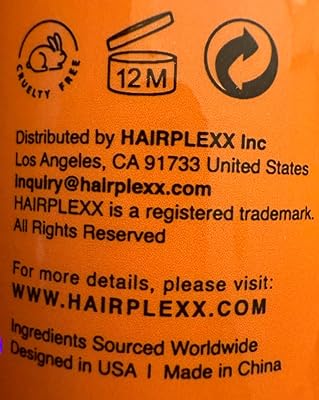 CRUELTY FREE
12 M
Distributed by HAIRPLEXX Inc
Los Angeles, CA 91733 United States
Inquiry@hairplexx.com
HAIRPLEXX is a registered trademark.
All Rights Reserved
For more details, please visit:
WWW.HAIRPLEXX.COM
Ingredients Sourced Worldwide
Designed in USA I Made in China